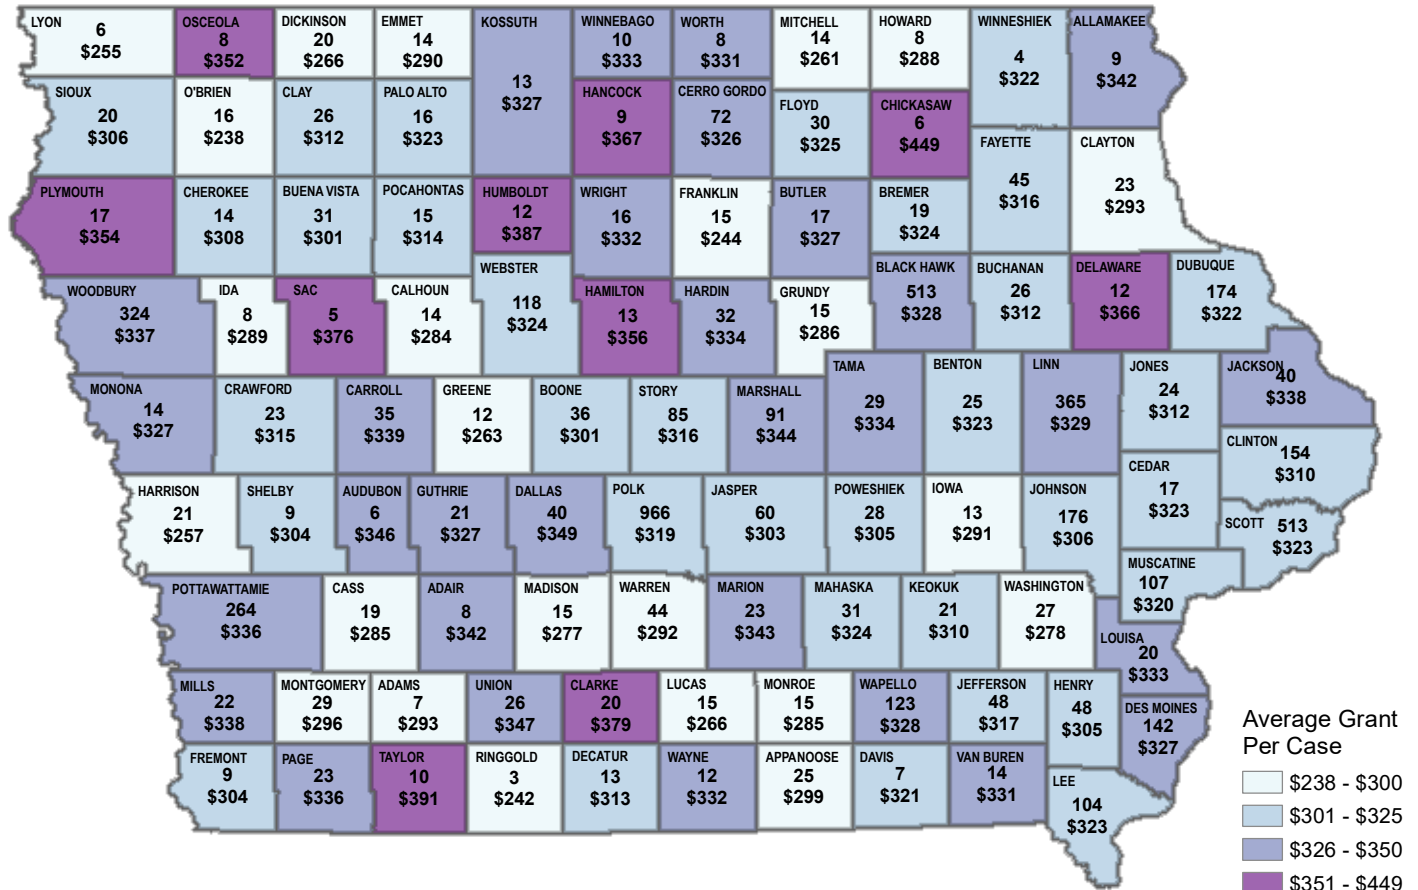 LYON
6
$255
OSCEOLA
8
$352
DICKINSON
20
$266
EMMET
14
$290
KOSSUTH
13
$327
WINNEBAGO
10
$333
WORTH
8
$331
MITCHELL
14
$261
HOWARD
8
$288
WINNESHIEK
4
$322
ALLAMAKEE
9
$342
SIOUX
20
$306
O'BRIEN
16
$238
CLAY
26
$312
PALO ALTO
16
$323
HANCOCK
9
$367
CERRO GORDO
72
$326
FLOYD
30
$325
CHICKASAW
6
$449
FAYETTE
45
$316
CLAYTON
23
$293
PLYMOUTH
17
$354
CHEROKEE
14
$308
BUENA VISTA
31
$301
POCAHONTAS
15
$314
HUMBOLDT
12
$387
WRIGHT
16
$332
FRANKLIN
15
$244
BUTLER
17
$327
BREMER
19
$324
WOODBURY
324
$337
IDA
8
$289
SAC
5
$376
CALHOUN
14
$284
WEBSTER
118
$324
HAMILTON
13
$356
HARDIN
32
$334
GRUNDY
15
$286
BLACK HAWK
513
$328
BUCHANAN
26
$312
DELAWARE
12
$366
DUBUQUE
174
$322
MONONA
14
$327
CRAWFORD
23
$315
CARROLL
35
$339
GREENE
12
$263
BOONE
36
$301
STORY
85
$316
MARSHALL
91
$344
TAMA
29
$334
BENTON
25
$323
LINN
365
$329
JONES
24
$312
JACKSON
40
$338
CLINTON
154
$310
CEDAR
17
$323
SCOTT
513
$323
HARRISON
21
$257
SHELBY
9
$304
AUDUBON
6
$346
GUTHRIE
21
$327
DALLAS
40
$349
POLK
966
$319
JASPER
60
$303
POWESHIEK
28
$305
IOWA
13
$291
JOHNSON
176
$306
MUSCATINE
107
$320
POTTAWATTAMIE
264
$336
CASS
19
$285
ADAIR
8
$342
MADISON
15
$277
WARREN
44
$292
MARION
23
$343
MAHASKA
31
$324
KEOKUK
21
$310
WASHINGTON
27
$278
LOUISA
20
$333
MILLS
22
$338
MONTGOMERY
29
$296
ADAMS
7
$293
UNION
26
$347
CLARKE
20
$379
LUCAS
15
$266
MONROE
15
$285
WAPELLO
123
$328
JEFFERSON
48
$317
HENRY
48
$305
DES MOINES
142
$327
FREMONT
9
$304
PAGE
23
$336
TAYLOR
10
$391
RINGGOLD
3
$242
DECATUR
13
$313
WAYNE
12
$332
APPANOOSE
25
$299
DAVIS
7
$321
VAN BUREN
14
$331
LEE
104
$323
Average Grant
Per Case
$238 - $300
$301 - $325
$326 - $350
$351 - $449